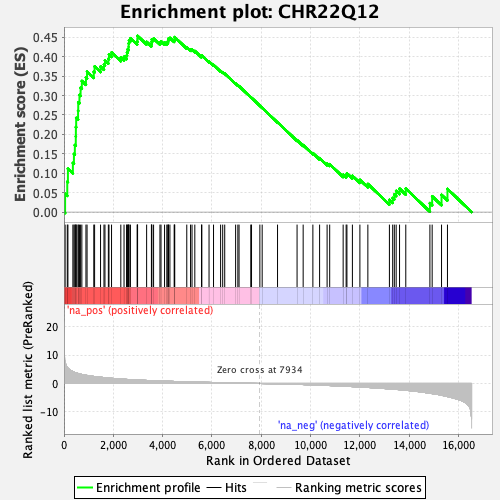 Enrichment plot: CHR22Q12
Enrichment score (ES)
0.45
0.40
0.35
0.30
0.25
0.20
0.15
0.10
0.05
0.00
'na_pos' (positively correlated)
Ranked list metric (PreRanked)
20
10
0
-10
Zero cross at 7934
'na_neg' (negatively correlated)
0
2,000
4,000
6,000
8,000
10,000
12,000
14,000
16,000
Rank in Ordered Dataset
Enrichment profile
Hits
Ranking metric scores